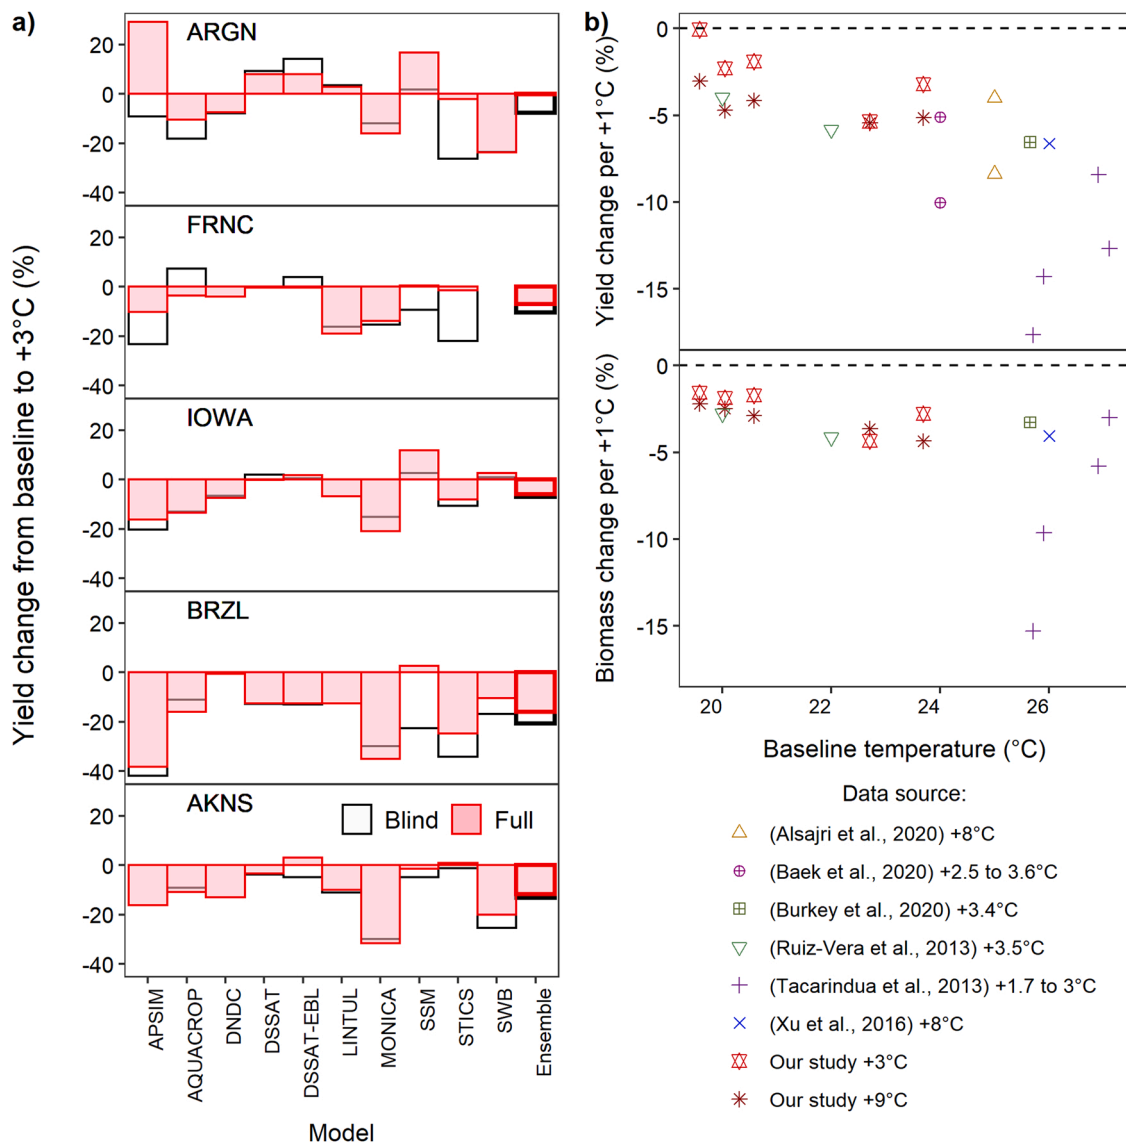 a)
Yield change from baseline to +3°C (%)
ARGN
20
0
-20
-40
FRNC
20
0
-20
-40
IOWA
20
0
-20
-40
BRZL
20
0
-20
-40
AKNS
20
0
-20
-40
Blind
Full
APSIM
AQUACROP
DNDC
DSSAT
DSSAT-EBL
LINTUL
MONICA
SSM
STICS
SWB
Ensemble
Model
b)
Yield change per +1°C (%)
0
-5
-10
-15
Biomass change per +1°C (%)
0
-5
-10
-15
20
22
24
26
Baseline temperature (°C)
Data source:
(Alsajri et al., 2020) +8°C
(Baek et al., 2020) +2.5 to 3.6°C
(Burkey et al., 2020) +3.4°C
(Ruiz-Vera et al., 2013) +3.5°C
(Tacarindua et al., 2013) +1.7 to 3°C
(Xu et al., 2016) +8°C
Our study +3°C
Our study +9°C